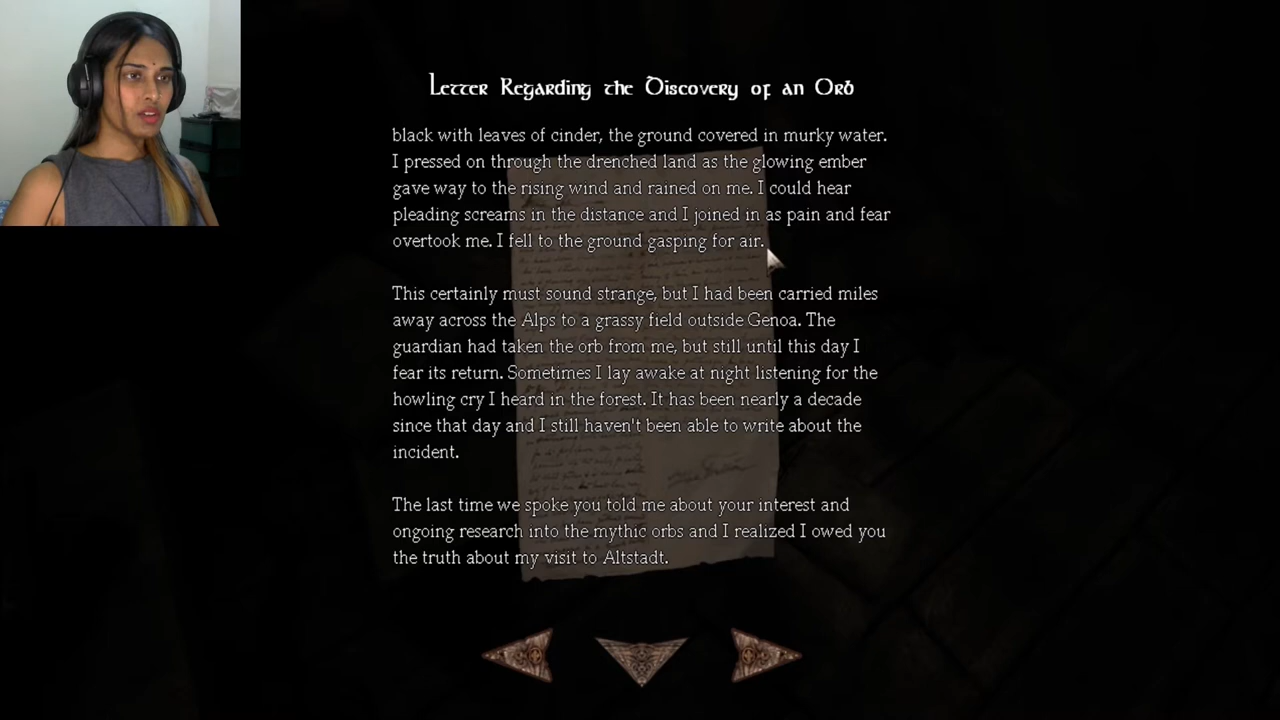 Letter Regarding the Discovery of an Orb
black with leaves of cinder, the ground covered in murky water.
I pressed on through the drenched land as the glowing ember
gave way to the rising wind and rained on me. I could hear
pleading screams in the distance and I joined in as pain and fear
overtook me. I fell to the ground gasping for air.
This certainly must sound strange, but I had been carried miles
away across the Alps to a grassy field outside Genoa. The
guardian had taken the orb from me, but still until this day I
fear its return. Sometimes I lay awake at night listening for the
howling cry I heard in the forest. It has been nearly a decade
since that day and I still haven't been able to write about the
incident.
The last time we spoke you told me about your interest and
ongoing research into the mythic orbs and I realized I owed you
the truth about my visit to Altstadt.